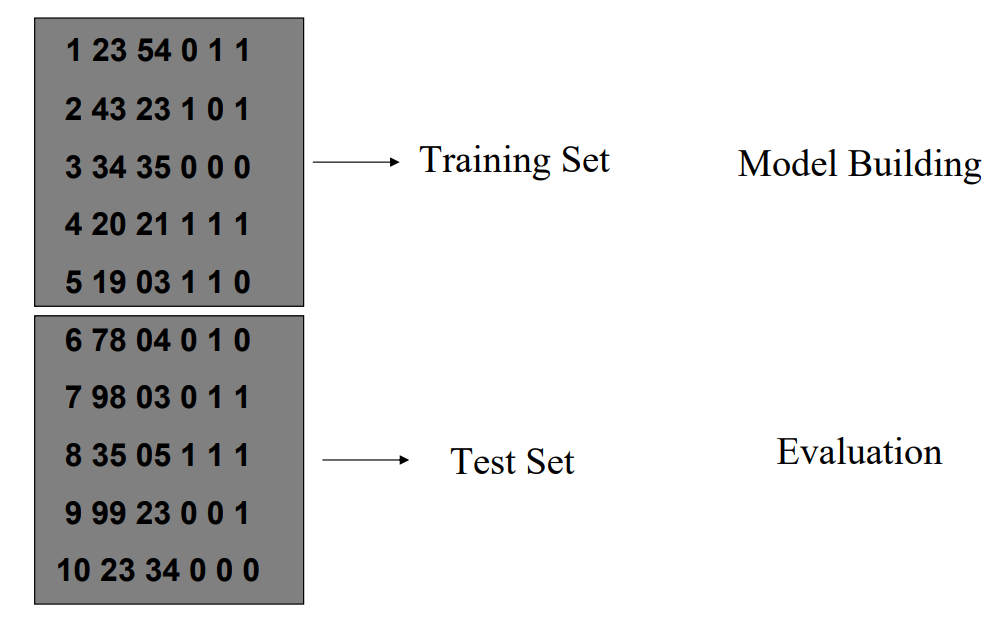 1 23 54 0 1 1
2 43 23 1 0 1
3 34 35 0 0 0
4 20 21 1 1 1
5 19 03 1 1 0
Training Set
Model Building
6 78 04 0 1 0
7 98 03 0 1 1
8 35 05 1 1 1
9 99 23 0 0 1
10 23 34 0 0 0
Test Set
Evaluation